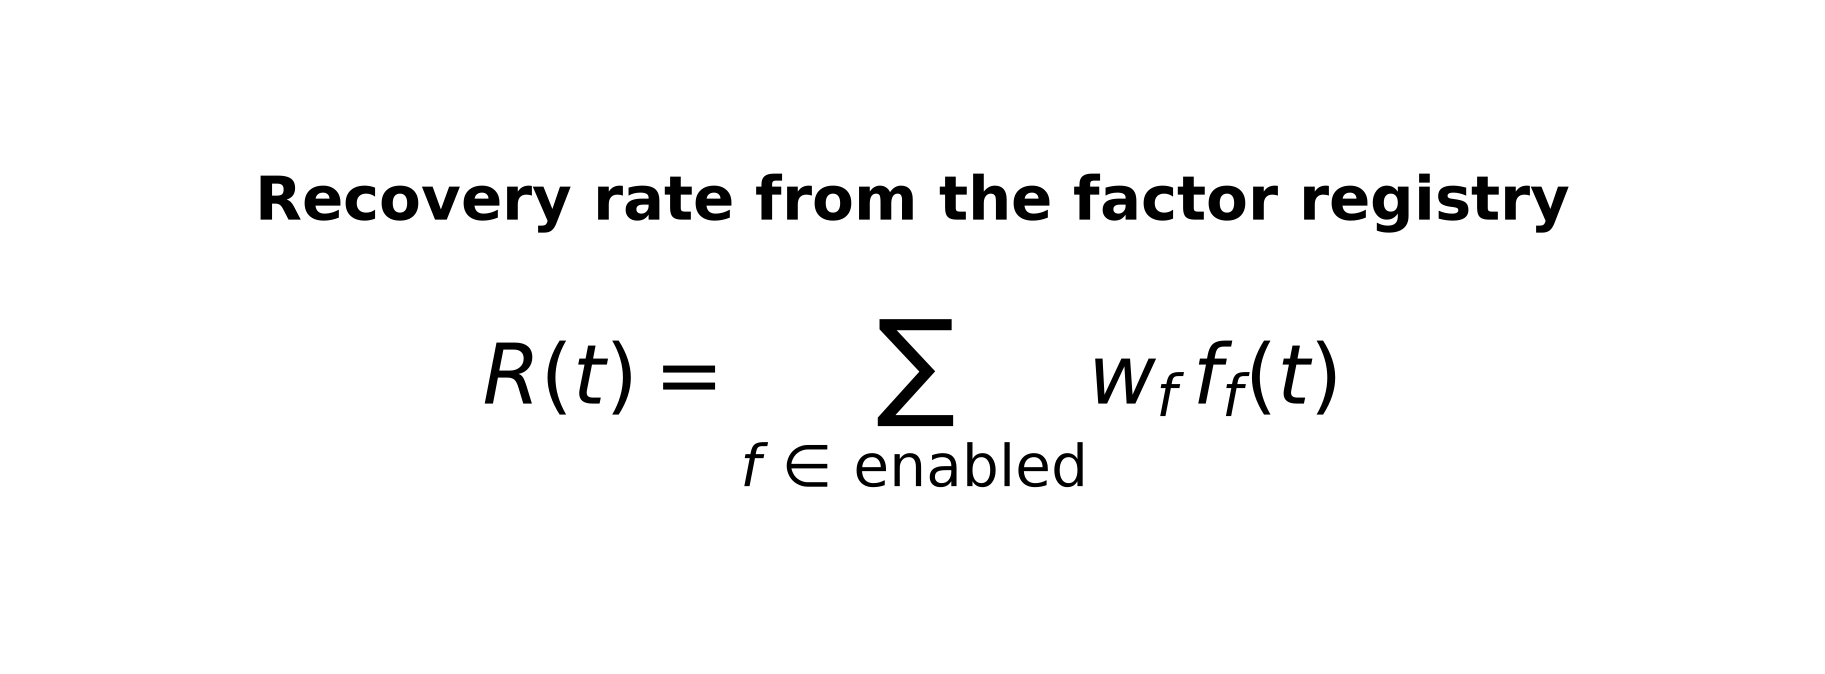 Recovery rate from the factor registry
R(t) = ∑ w_f f_f(t)
f ∈ enabled